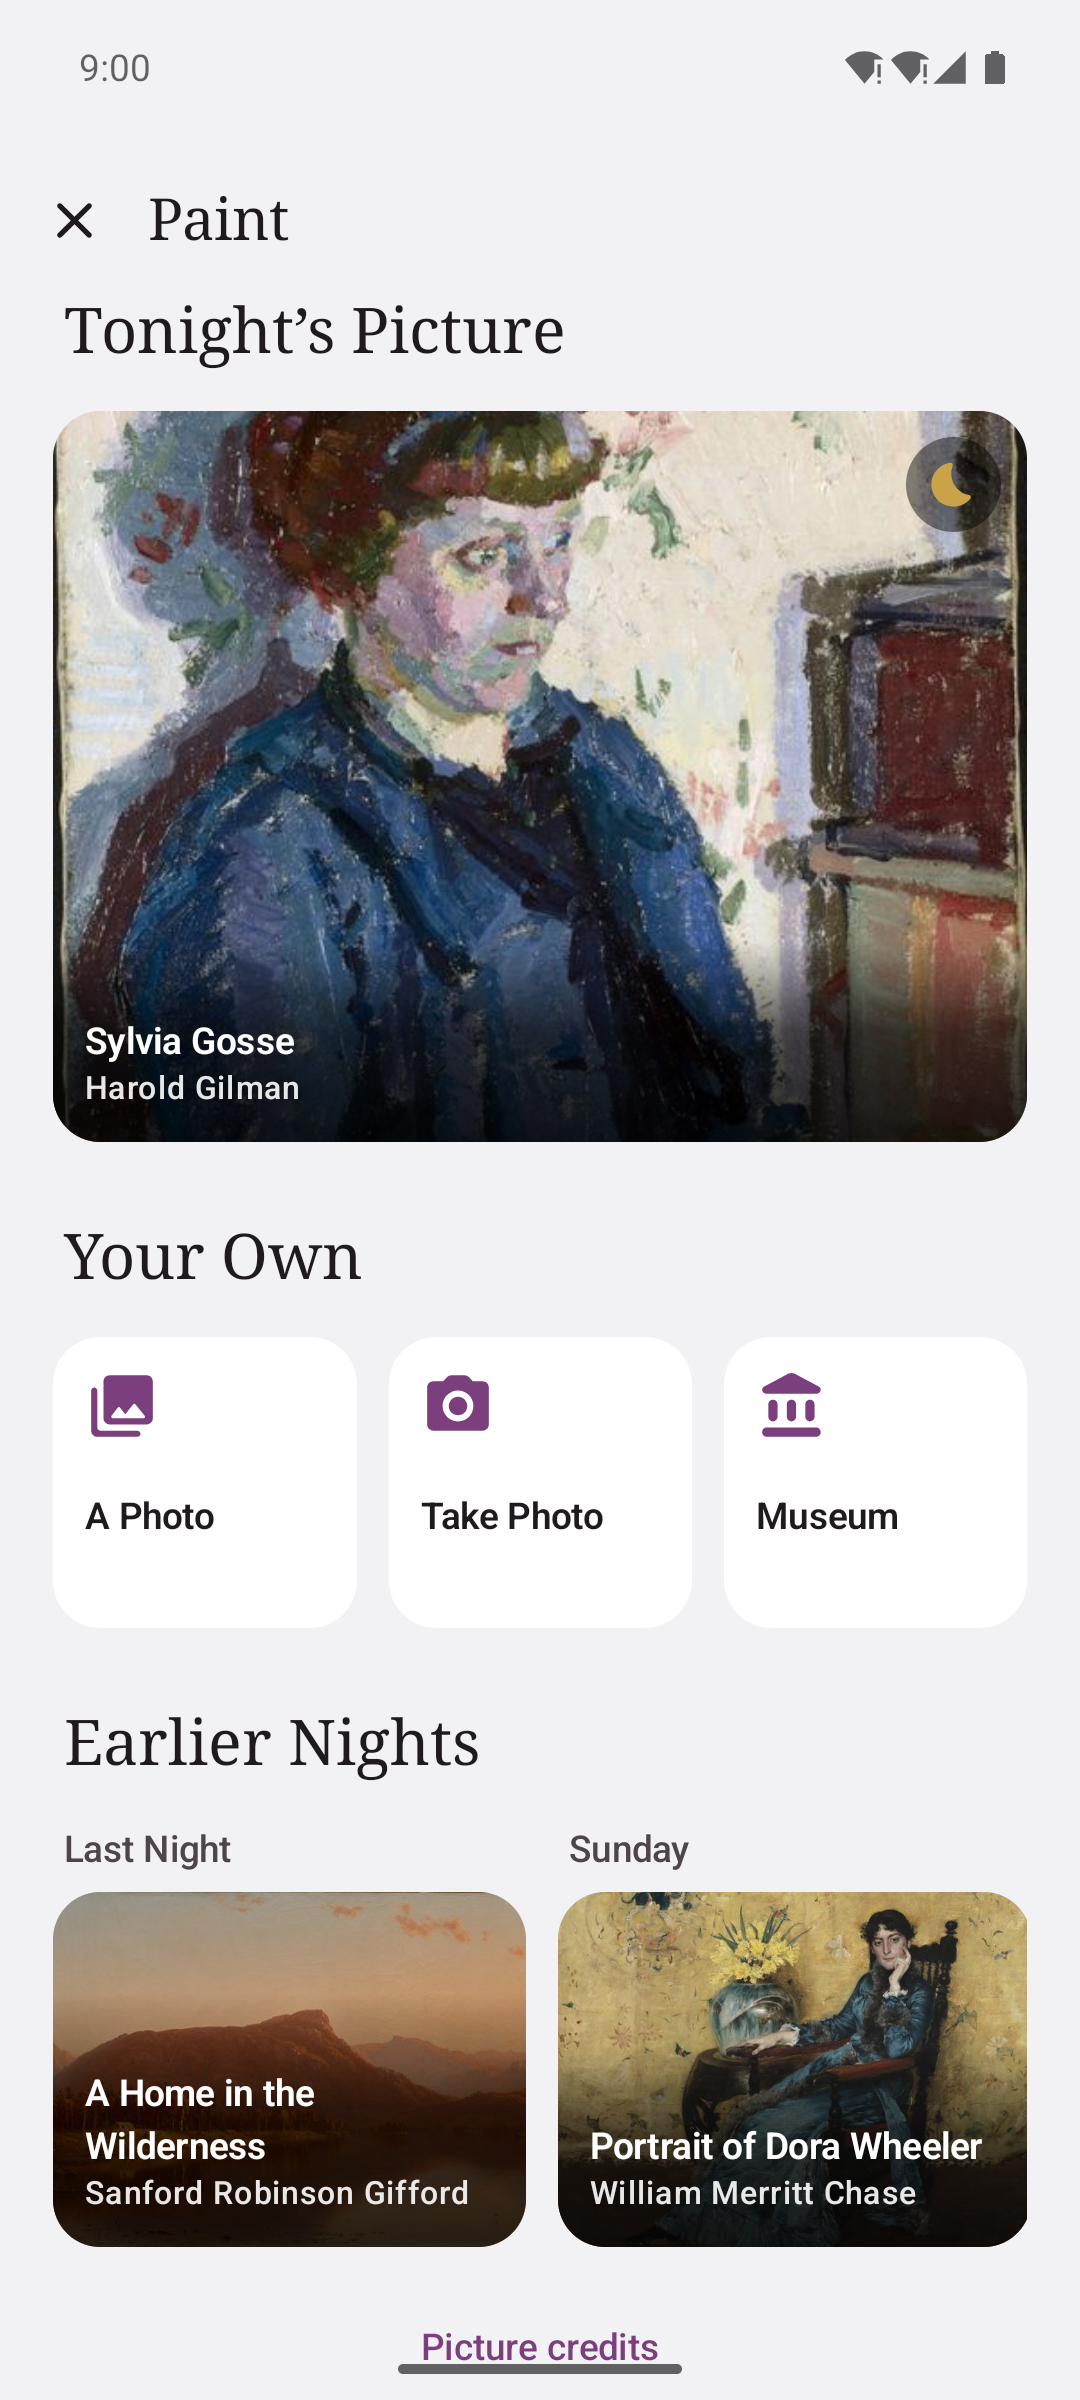 9:00
Paint
Tonight’s Picture
Sylvia Gosse
Harold Gilman
Your Own
A Photo
Take Photo
Museum
Earlier Nights
Last Night
Sunday
A Home in the
Wilderness
Sanford Robinson Gifford
Portrait of Dora Wheeler
William Merritt Chase
Picture credits